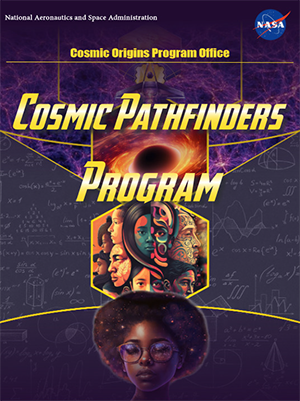 National Aeronautics and Space Administration
NASA
Cosmic Origins Program Office
COSMIC PATHFINDERS
PROGRAM